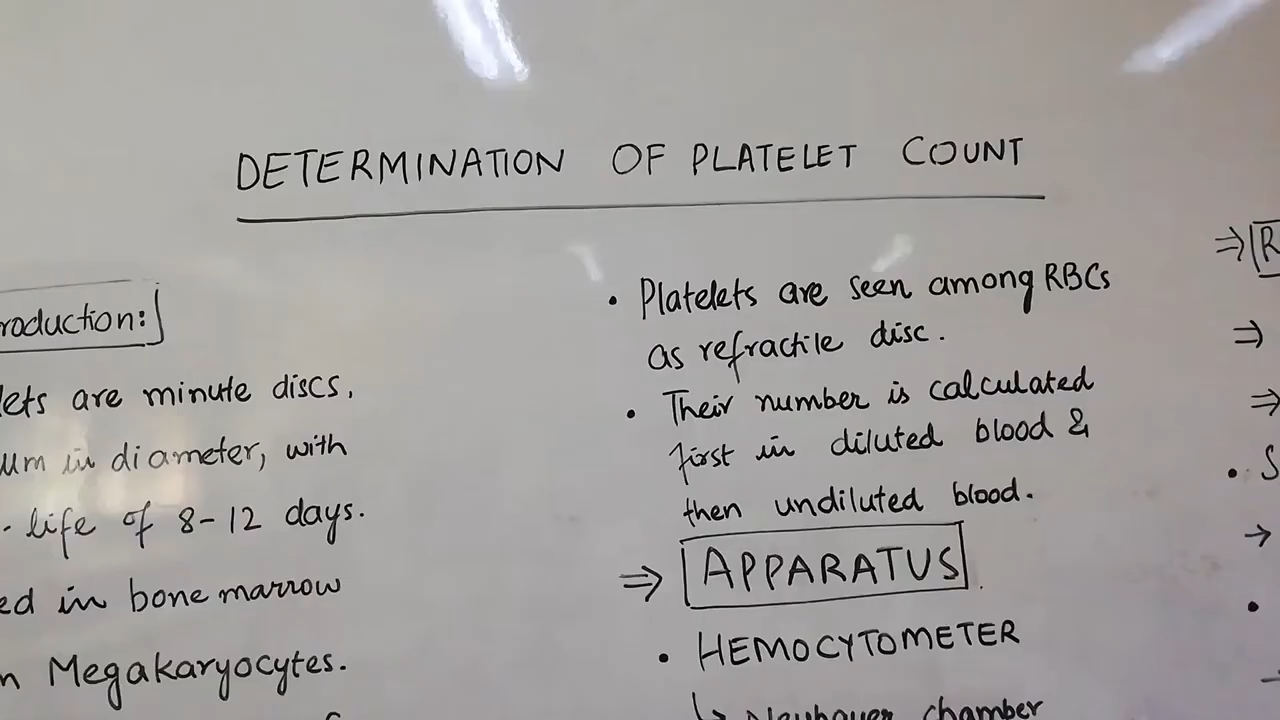 DETERMINATION OF PLATELET COUNT
roduction:
lets are minute discs,
um in diameter, with
- life of 8-12 days.
ed in bone marrow
Megakaryocytes.
• Platelets are seen among RBCs
as refractile disc.
• Their number is calculated
first in diluted blood &
then undiluted blood.
⇒ APPARATUS
• HEMOCYTOMETER
↳ Neubauer chamber
⇒ R
⇒
⇒
• S
→
•